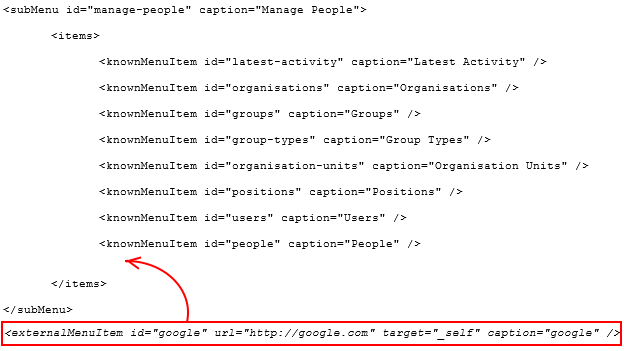 <subMenu id="manage-people" caption="Manage People">
<items>
<knownMenuItem id="latest-activity" caption="Latest Activity" />
<knownMenuItem id="organisations" caption="Organisations" />
<knownMenuItem id="groups" caption="Groups" />
<knownMenuItem id="group-types" caption="Group Types" />
<knownMenuItem id="organisation-units" caption="Organisation Units" />
<knownMenuItem id="positions" caption="Positions" />
<knownMenuItem id="users" caption="Users" />
<knownMenuItem id="people" caption="People" />
</items>
</subMenu>
<externalMenuItem id="google" url="http://google.com" target="_self" caption="google" />